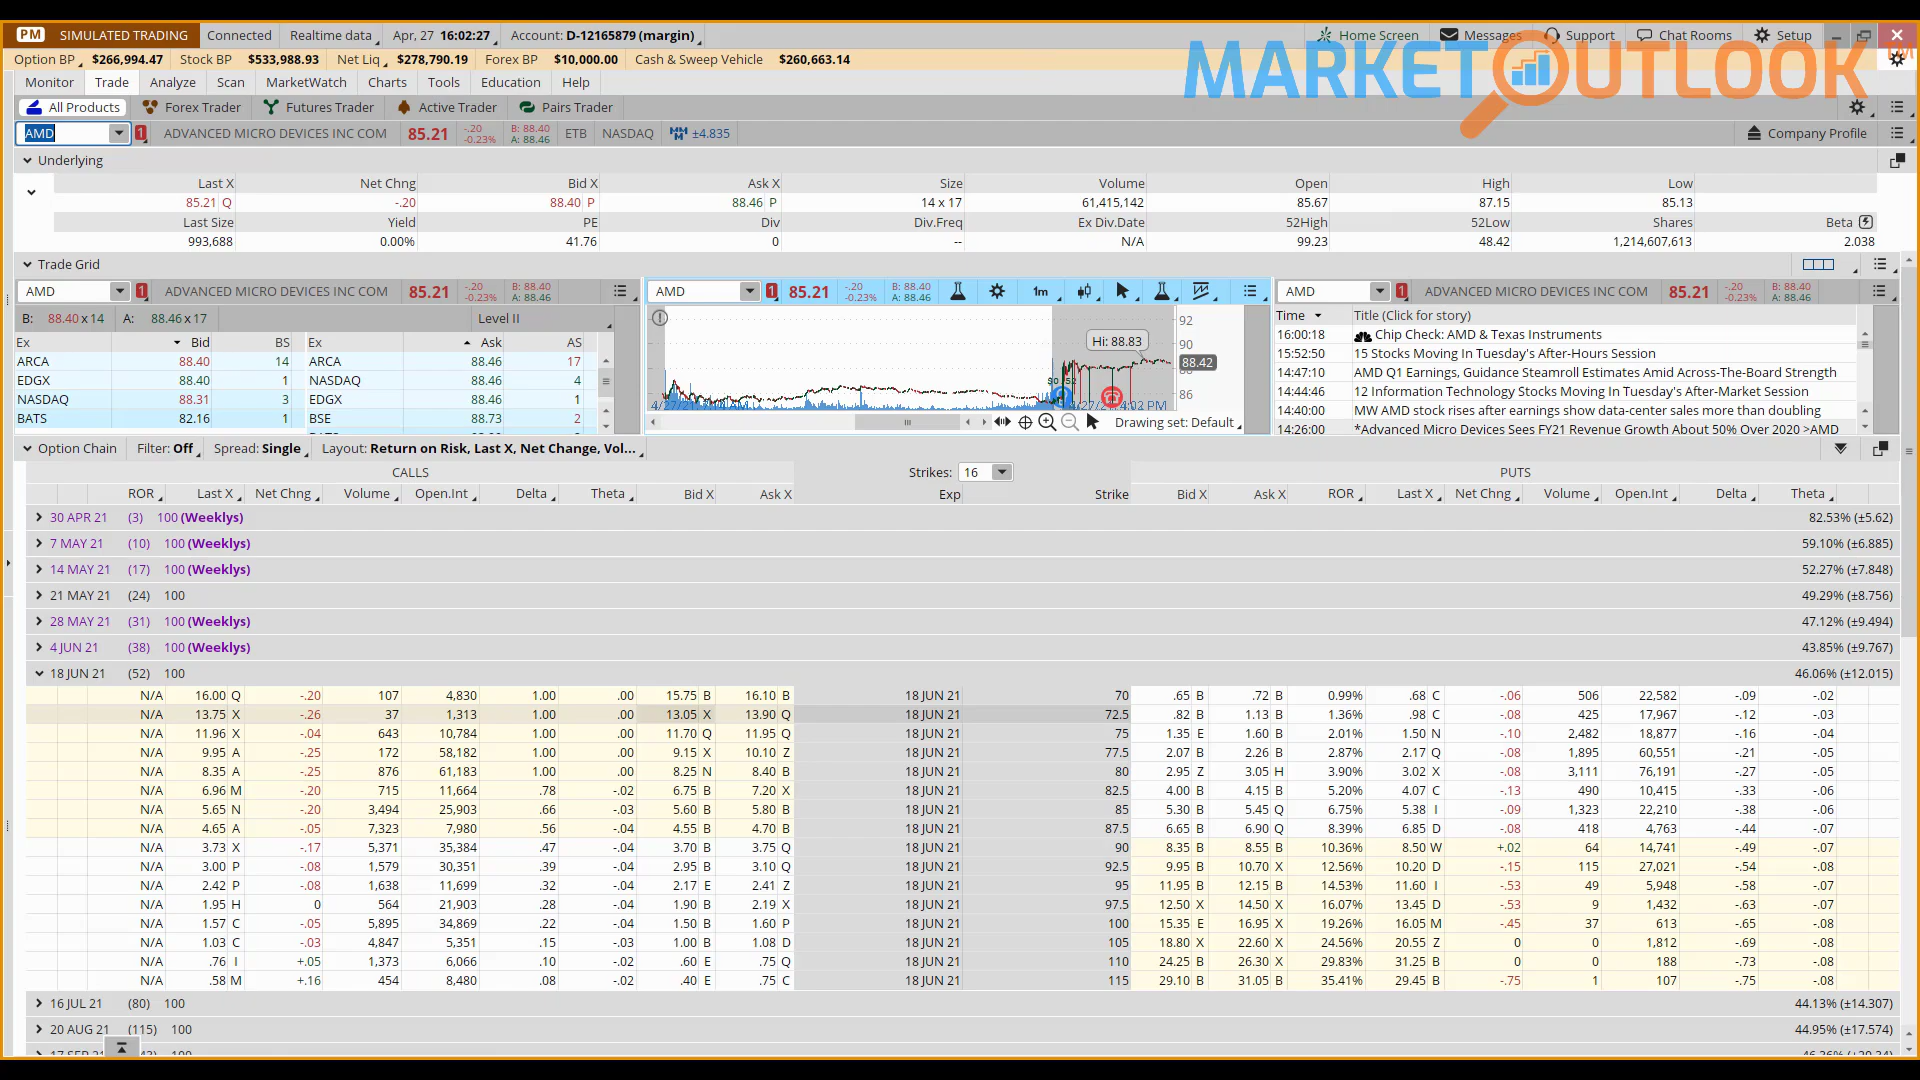 PM SIMULATED TRADING Connected Realtime data Apr, 27 16:02:27 Account: D-12165879 (margin) Home Screen Messages Support Chat Rooms Setup
Option BP $266,994.47 Stock BP $533,988.93 Net Liq $278,790.19 Forex BP $10,000.00 Cash & Sweep Vehicle $260,663.14
MARKET OUTLOOK
Monitor Trade Analyze Scan MarketWatch Charts Tools Education Help
All Products Forex Trader Futures Trader Active Trader Pairs Trader
AMD 1 ADVANCED MICRO DEVICES INC COM 85.21 -.20 -0.23% B: 88.40 A: 88.46 ETB NASDAQ ±4.835 Company Profile
Underlying
Last X Net Chng Bid X Ask X Size Volume Open High Low
85.21 Q -.20 88.40 P 88.46 P 14 x 17 61,415,142 85.67 87.15 85.13
Last Size Yield PE Div Div.Freq Ex Div.Date 52High 52Low Shares Beta
993,688 0.00% 41.76 0 -- N/A 99.23 48.42 1,214,607,613 2.038
Trade Grid
AMD 1 ADVANCED MICRO DEVICES INC COM 85.21 -.20 -0.23% B: 88.40 A: 88.46
B: 88.40 x 14 A: 88.46 x 17 Level II
Ex Bid BS Ex Ask AS
ARCA 88.40 14 ARCA 88.46 17
EDGX 88.40 1 NASDAQ 88.46 4
NASDAQ 88.31 3 EDGX 88.46 1
BATS 82.16 1 BSE 88.73 2
AMD 1 85.21 -.20 -0.23% B: 88.40 A: 88.46 1m
92
90
Hi: 88.83
88.42
86
Drawing set: Default
AMD 1 ADVANCED MICRO DEVICES INC COM 85.21 -.20 -0.23% B: 88.40 A: 88.46
Time Title (Click for story)
16:00:18 Chip Check: AMD & Texas Instruments
15:52:50 15 Stocks Moving In Tuesday's After-Hours Session
14:47:10 AMD Q1 Earnings, Guidance Steamroll Estimates Amid Across-The-Board Strength
14:44:46 12 Information Technology Stocks Moving In Tuesday's After-Market Session
14:40:00 MW AMD stock rises after earnings show data-center sales more than doubling
14:26:00 *Advanced Micro Devices Sees FY21 Revenue Growth About 50% Over 2020 >AMD
Option Chain Filter: Off Spread: Single Layout: Return on Risk, Last X, Net Change, Vol...
CALLS Strikes: 16 PUTS
ROR Last X Net Chng Volume Open.Int Delta Theta Bid X Ask X Exp Strike Bid X Ask X ROR Last X Net Chng Volume Open.Int Delta Theta
30 APR 21 (3) 100 (Weeklys) 82.53% (±5.62)
7 MAY 21 (10) 100 (Weeklys) 59.10% (±6.885)
14 MAY 21 (17) 100 (Weeklys) 52.27% (±7.848)
21 MAY 21 (24) 100 49.29% (±8.756)
28 MAY 21 (31) 100 (Weeklys) 47.12% (±9.494)
4 JUN 21 (38) 100 (Weeklys) 43.85% (±9.767)
18 JUN 21 (52) 100 46.06% (±12.015)
N/A 16.00 Q -.20 107 4,830 1.00 .00 15.75 B 16.10 B 18 JUN 21 70 .65 B .72 B 0.99% .68 C -.06 506 22,582 -.09 -.02
N/A 13.75 X -.26 37 1,313 1.00 .00 13.05 X 13.90 Q 18 JUN 21 72.5 .82 B 1.13 B 1.36% .98 C -.08 425 17,967 -.12 -.03
N/A 11.96 X -.04 643 10,784 1.00 .00 11.70 Q 11.95 Q 18 JUN 21 75 1.35 E 1.60 B 2.01% 1.50 N -.10 2,482 18,877 -.16 -.04
N/A 9.95 A -.25 172 58,182 1.00 .00 9.15 X 10.10 Z 18 JUN 21 77.5 2.07 B 2.26 B 2.87% 2.17 Q -.08 1,895 60,551 -.21 -.05
N/A 8.35 A -.25 876 61,183 1.00 .00 8.25 N 8.40 B 18 JUN 21 80 2.95 Z 3.05 H 3.90% 3.02 X -.08 3,111 76,191 -.27 -.05
N/A 6.96 M -.20 715 11,664 .78 -.02 6.75 B 7.20 X 18 JUN 21 82.5 4.00 B 4.15 B 5.20% 4.07 C -.13 490 10,415 -.33 -.06
N/A 5.65 N -.20 3,494 25,903 .66 -.03 5.60 B 5.80 B 18 JUN 21 85 5.30 B 5.45 Q 6.75% 5.38 I -.09 1,323 22,210 -.38 -.06
N/A 4.65 A -.05 7,323 7,980 .56 -.04 4.55 B 4.70 B 18 JUN 21 87.5 6.65 B 6.90 Q 8.39% 6.85 D -.08 418 4,763 -.44 -.07
N/A 3.73 X -.17 5,371 35,384 .47 -.04 3.70 B 3.75 Q 18 JUN 21 90 8.35 B 8.55 B 10.36% 8.50 W +.02 64 14,741 -.49 -.07
N/A 3.00 P -.08 1,579 30,351 .39 -.04 2.95 B 3.10 Q 18 JUN 21 92.5 9.95 B 10.70 X 12.56% 10.20 D -.15 115 27,021 -.54 -.08
N/A 2.42 P -.08 1,638 11,699 .32 -.04 2.17 E 2.41 Z 18 JUN 21 95 11.95 B 12.15 B 14.53% 11.60 I -.53 49 5,948 -.58 -.07
N/A 1.95 H 0 564 21,903 .28 -.04 1.90 B 2.19 X 18 JUN 21 97.5 12.50 X 14.50 X 16.07% 13.45 D -.53 9 1,432 -.63 -.07
N/A 1.57 C -.05 5,895 34,869 .22 -.04 1.50 B 1.60 P 18 JUN 21 100 15.35 E 16.95 X 19.26% 16.05 M -.45 37 613 -.65 -.08
N/A 1.03 C -.03 4,847 5,351 .15 -.03 1.00 B 1.08 D 18 JUN 21 105 18.80 X 22.60 X 24.56% 20.55 Z 0 0 1,812 -.69 -.08
N/A .76 I +.05 1,373 6,066 .10 -.02 .60 E .75 Q 18 JUN 21 110 24.25 B 26.30 X 29.83% 31.25 B 0 0 188 -.73 -.08
N/A .58 M +.16 454 8,480 .08 -.02 .40 E .75 C 18 JUN 21 115 29.10 B 31.05 B 35.41% 29.45 B -.75 1 107 -.75 -.08
16 JUL 21 (80) 100 44.13% (±14.307)
20 AUG 21 (115) 100 44.95% (±17.574)